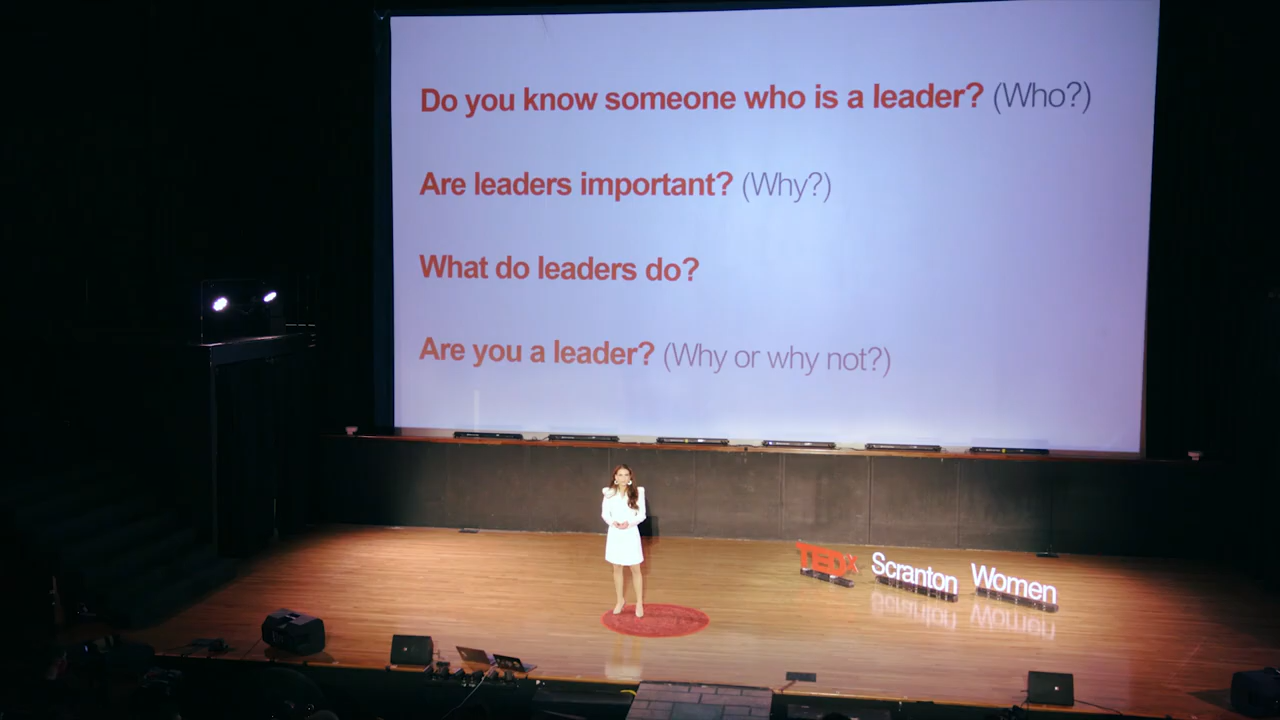 Do you know someone who is a leader? (Who?)
Are leaders important? (Why?)
What do leaders do?
Are you a leader? (Why or why not?)
TEDx Scranton Women